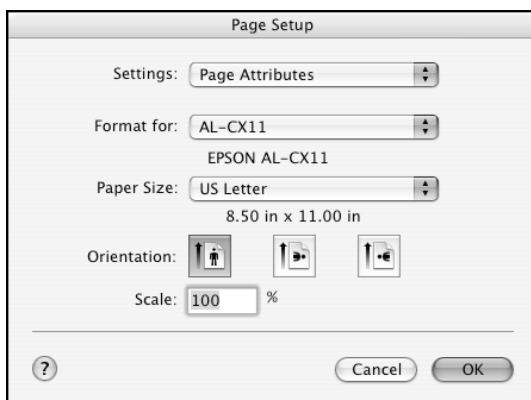 Page Setup
Settings: Page Attributes
Format for: AL-CX11
EPSON AL-CX11
Paper Size: US Letter
8.50 in x 11.00 in
Orientation:
Scale: 100 %
? Cancel OK